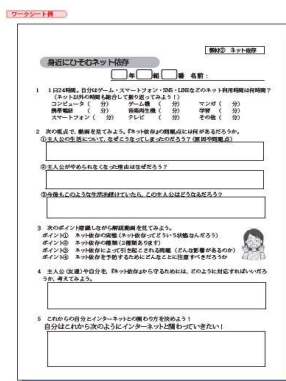 ワークシート例
教材② ネット依存
身近にひそむネット依存
年 組 番 名前:
1 1日24時間。自分はゲーム・スマートフォン・SNS・LINEなどのネット利用時間は何時間?
(ネット以外の時間も総合して振り返ってみよう!)
コンピュータ( 分) ゲーム機( 分) マンガ( 分)
携帯電話( 分) 音楽再生機( 分) 学習( 分)
スマートフォン( 分) テレビ( 分) その他( 分)
2 次の視点で、動画を見てみよう。『ネット依存』の問題点には何があるだろうか。
①主人公の生活について、なぜこうなってしまったのだろう?(原因や問題点)
②主人公がやめられなくなった理由はなぜだろう?
③今後もこのような生活を続けていたら、この主人公はどうなるだろう?
3 次のポイントを意識しながら解説動画を見てみよう。
ポイント① ネット依存の実態(ネット依存ってどういう状態なんだろう)
ポイント② ネット依存の種類(2種類あります)
ポイント③ ネット依存によって引き起こされる問題(どんな影響があるのか)
ポイント④ ネット依存を予防するためにどんなことに注意すべきだろうか
4 主人公(友達)や自分を、『ネット依存』から守るためには、どのように対応すればいいだろ
うか、考えてみよう。
5 これからの自分とインターネットとの関わり方を決めよう!
自分はこれから次のようにインターネットと関わっていきたい!